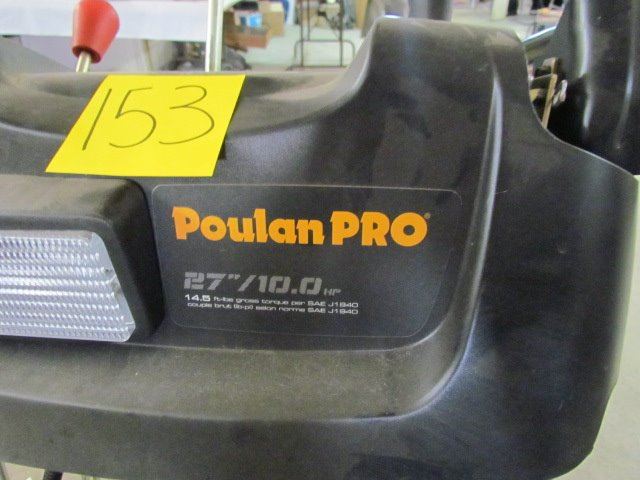 153
Poulan PRO®
27"/10.0 HP
14.5 ft-lbs gross torque per SAE J1940
couple brut (lb-pi) selon norme SAE J1940